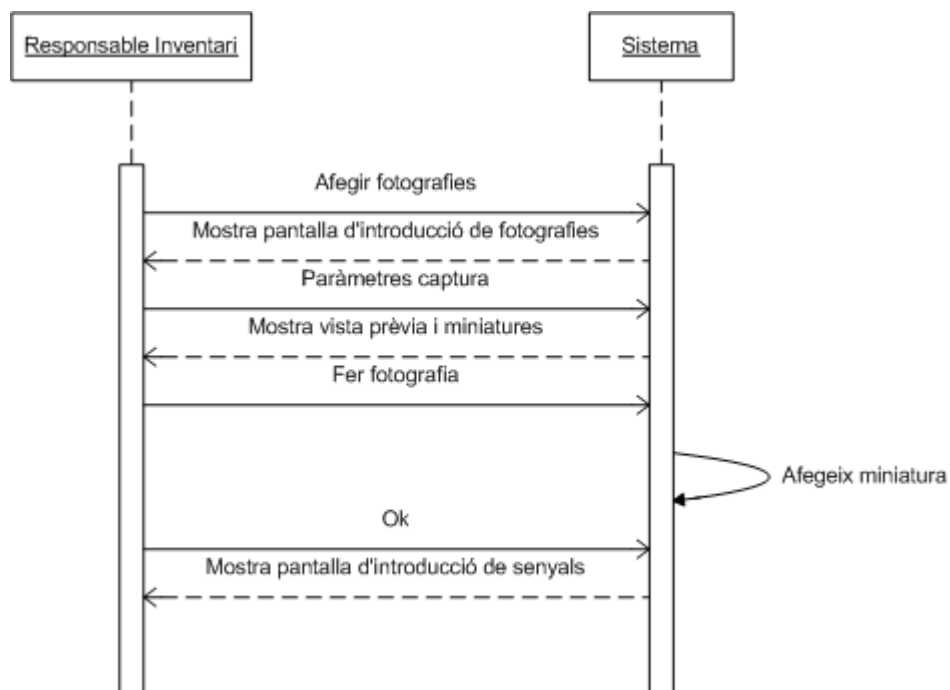 Responsable Inventari
Sistema
Afegir fotografies
Mostra pantalla d'introducció de fotografies
Paràmetres captura
Mostra vista prèvia i miniatures
Fer fotografia
Afegeix miniatura
Ok
Mostra pantalla d'introducció de senyals